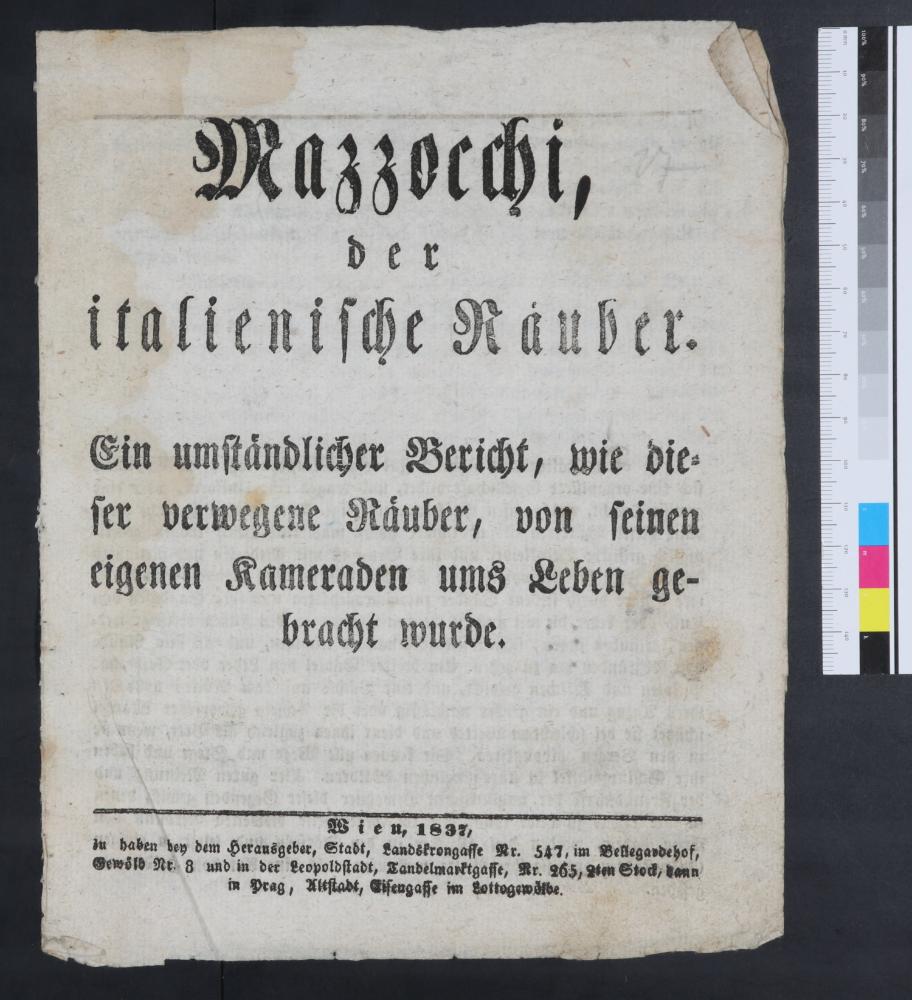 Mazzocchi,
der
italienische Räuber.
Ein umständlicher Bericht, wie die-
ser verwegene Räuber, von seinen
eigenen Kameraden ums Leben ge-
bracht wurde.
Wien, 1837,
zu haben bey dem Herausgeber, Stadt, Landskrongasse Nr. 547, im Bellegardehof,
Gewölb Nr. 3 und in der Leopoldstadt, Tandelmarktgasse, Nr. 265, 2ten Stock, dann
in Prag, Altstadt, Eisengasse im Lottogewölbe.